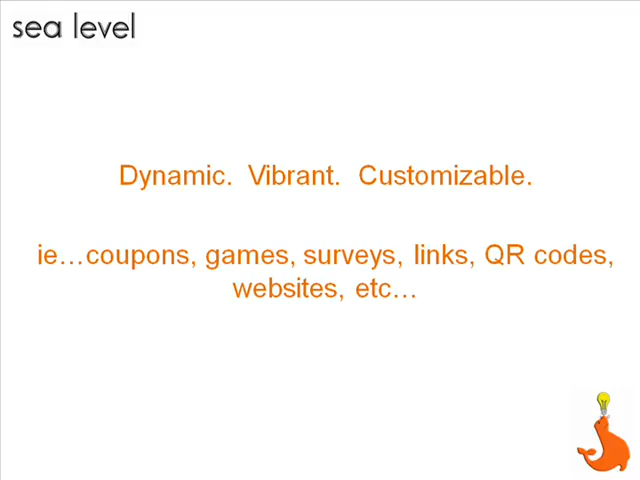 sea level
Dynamic.  Vibrant.  Customizable.
ie…coupons, games, surveys, links, QR codes,
websites, etc…